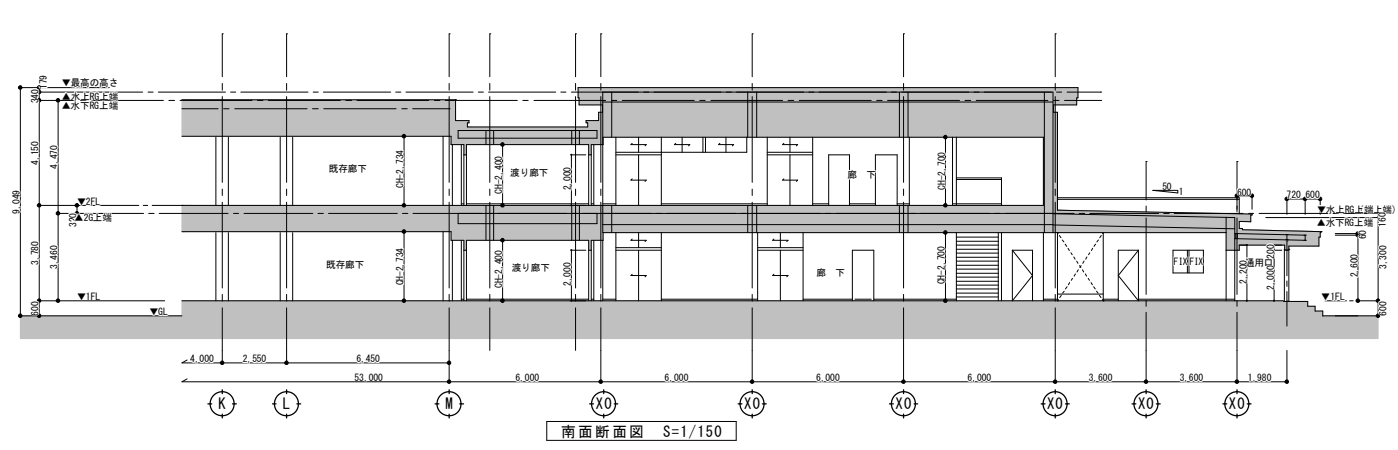 ▼最高の高さ
▲水上RG上端
▲水下RG上端
79
340
4,150
4,470
9,049
▼2FL
▲2G上端
320
3,780
3,460
▼1FL
600
▼GL
既存廊下
CH=2,734
渡り廊下
CH=2,400
2,000
廊 下
CH=2,700
50
1
600
720
600
▼水上RG上端上端)
▲水下RG上端
160
63
3,300
2,600
▼1FL
600
既存廊下
CH=2,734
渡り廊下
CH=2,400
2,000
廊 下
CH=2,700
FIX
FIX
通用口
2,200
2,000
200
4,000
2,550
6,450
53,000
6,000
6,000
6,000
6,000
3,600
3,600
1,980
K
L
M
X0
X0
X0
X0
X0
X0
南面断面図 S=1/150